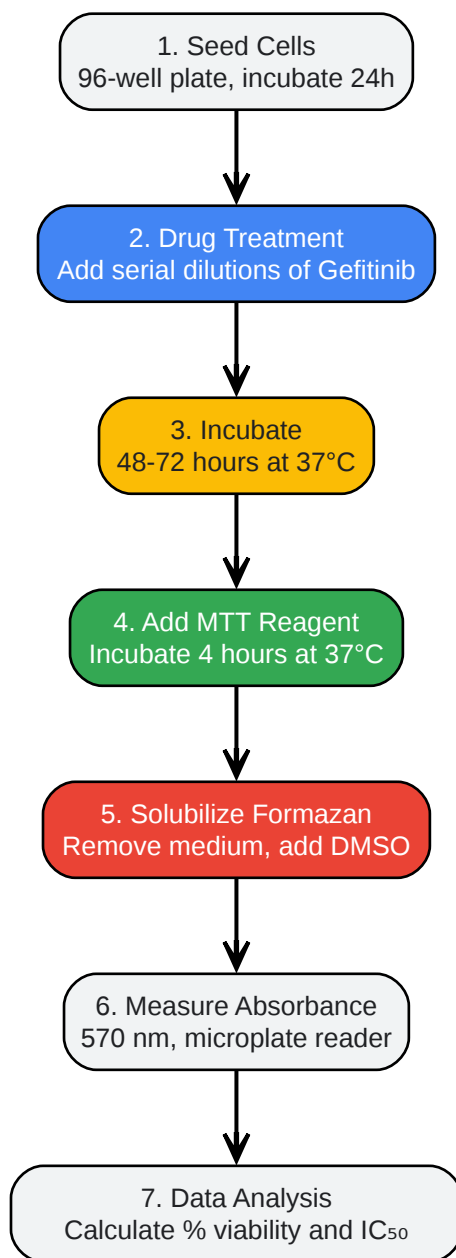 1. Seed Cells
96-well plate, incubate 24h
2. Drug Treatment
Add serial dilutions of Gefitinib
3. Incubate
48-72 hours at 37°C
4. Add MTT Reagent
Incubate 4 hours at 37°C
5. Solubilize Formazan
Remove medium, add DMSO
6. Measure Absorbance
570 nm, microplate reader
7. Data Analysis
Calculate % viability and IC₅₀